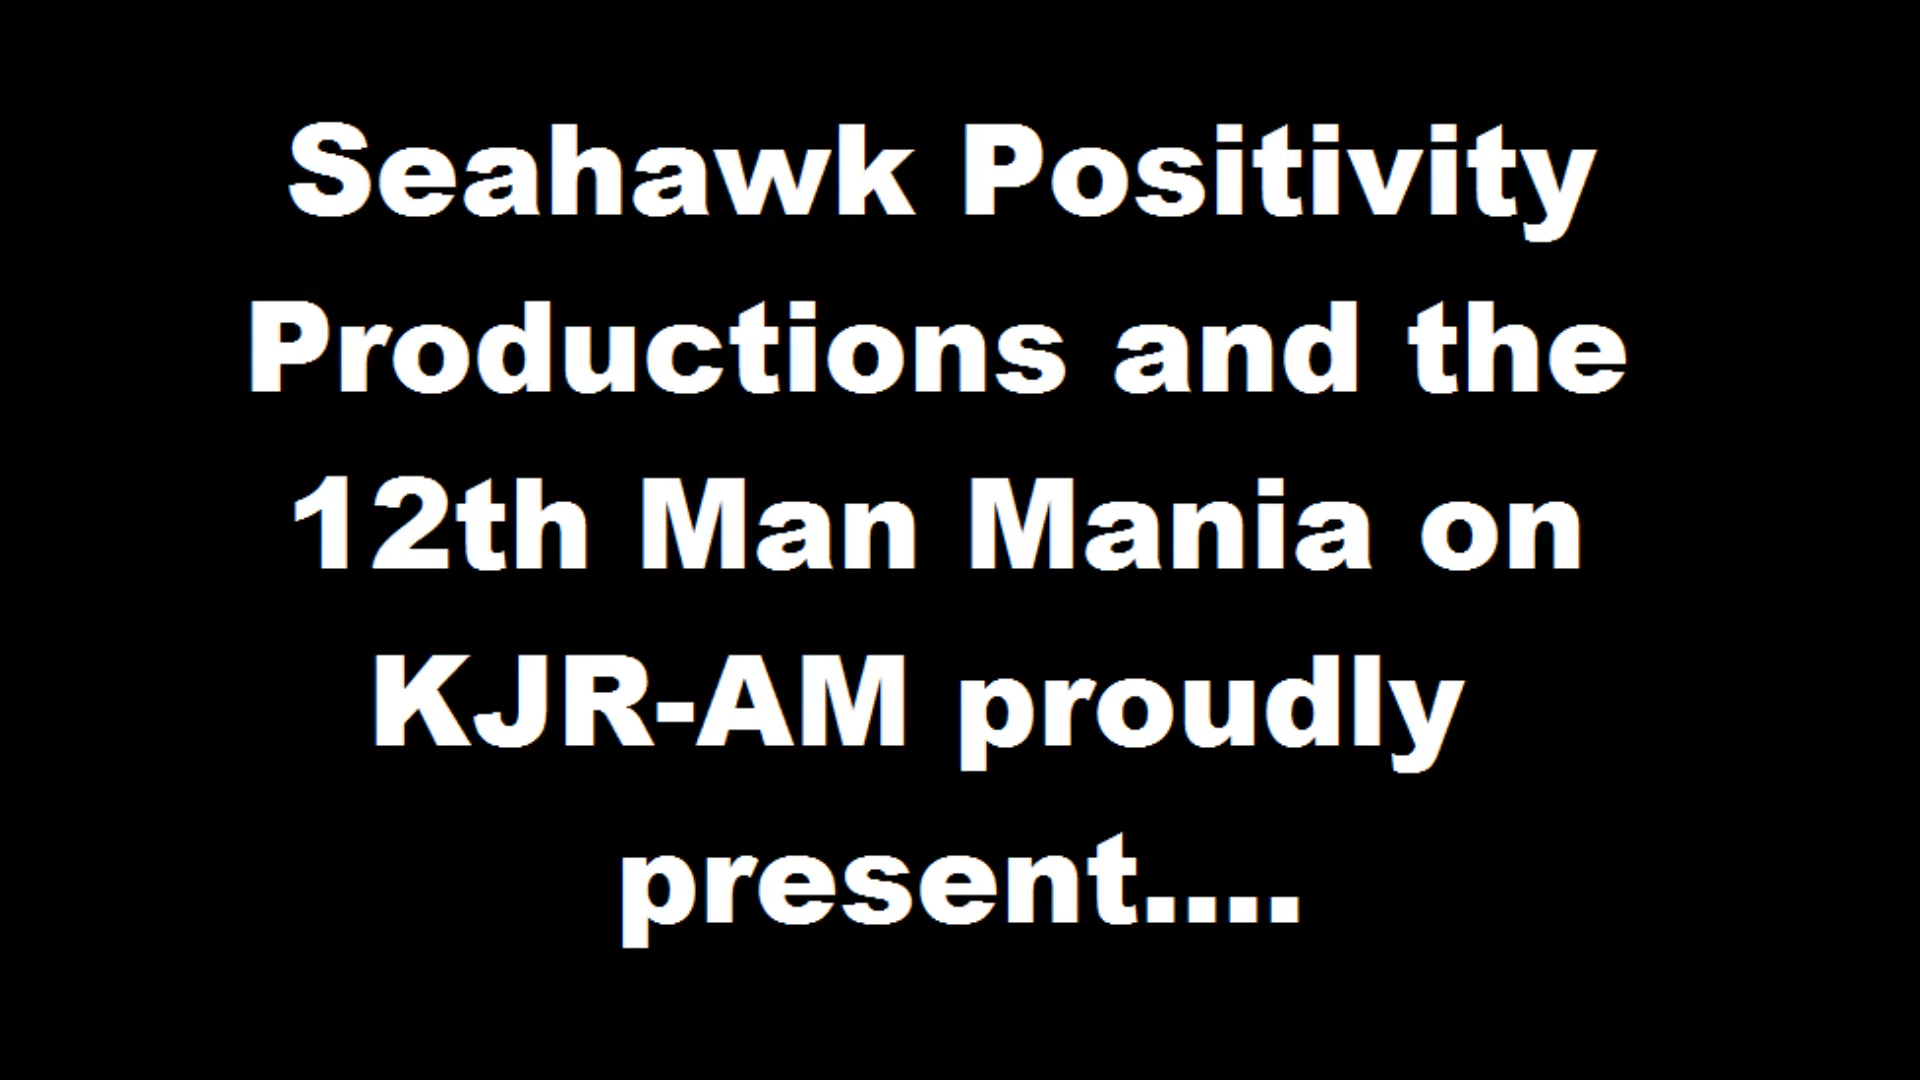 Seahawk Positivity
Productions and the
12th Man Mania on
KJR-AM proudly
present....